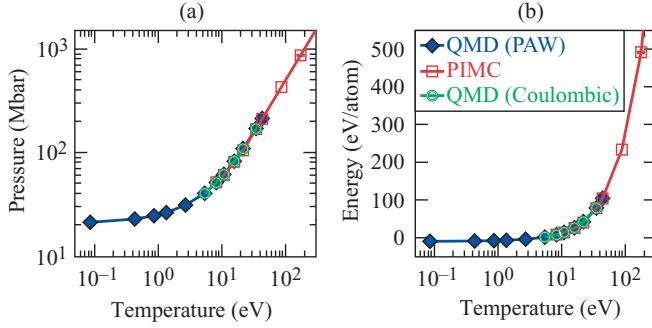 (a)
Pressure (Mbar)
10³
10²
10¹
10⁻¹ 10⁰ 10¹ 10²
Temperature (eV)
(b)
QMD (PAW)
PIMC
QMD (Coulombic)
Energy (eV/atom)
500
400
300
200
100
0
10⁻¹ 10⁰ 10¹ 10²
Temperature (eV)